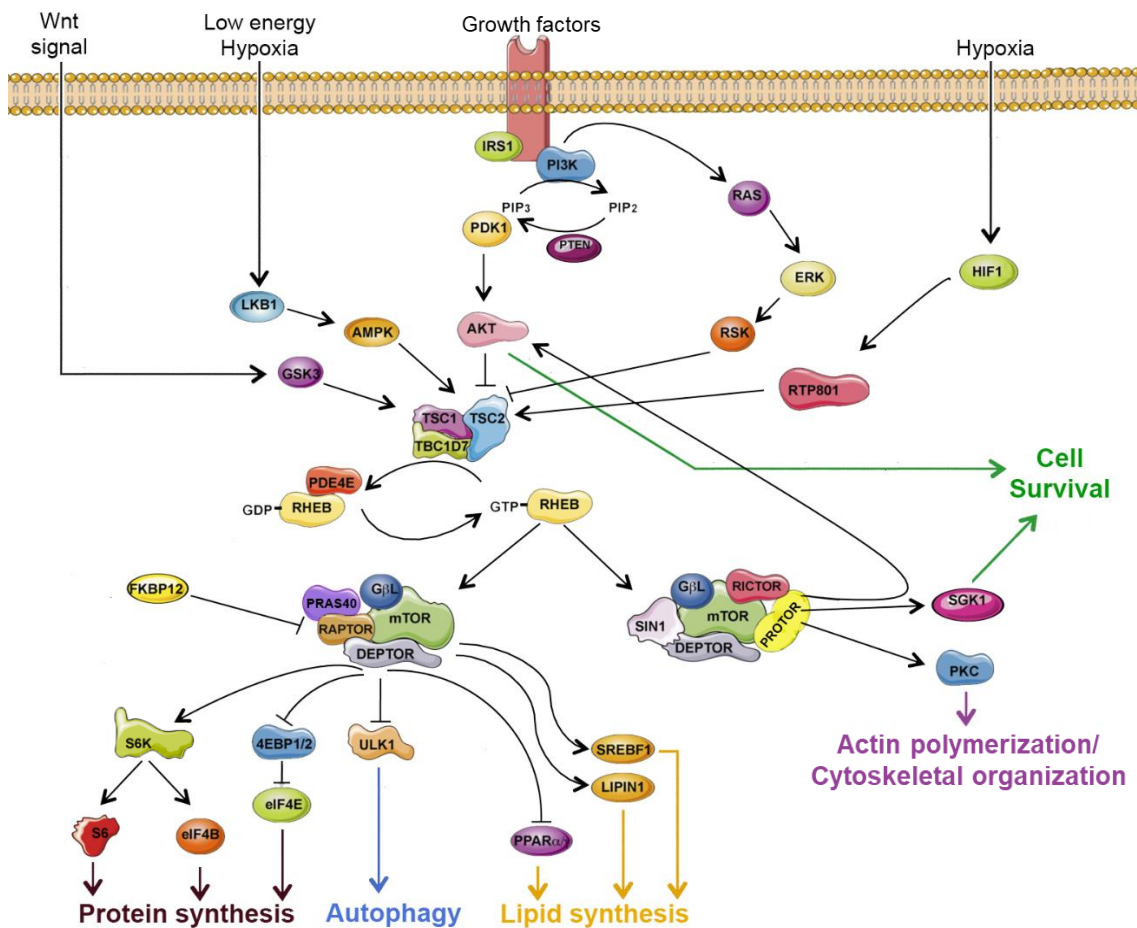 Wnt
signal
Low energy
Hypoxia
Growth factors
Hypoxia
IRS1
PI3K
RAS
PIP3
PIP2
PDK1
PTEN
ERK
HIF1
LKB1
AMPK
AKT
RSK
GSK3
RTP801
TSC1
TSC2
TBC1D7
Cell
Survival
PDE4E
GDP
RHEB
GTP
RHEB
FKBP12
PRAS40
GβL
mTOR
RAPTOR
DEPTOR
GβL
RICTOR
SIN1
mTOR
PROTOR
DEPTOR
SGK1
PKC
S6K
4EBP1/2
ULK1
SREBF1
Actin polymerization/
Cytoskeletal organization
LIPIN1
eIF4E
S6
eIF4B
PPARα/γ
Protein synthesis
Autophagy
Lipid synthesis